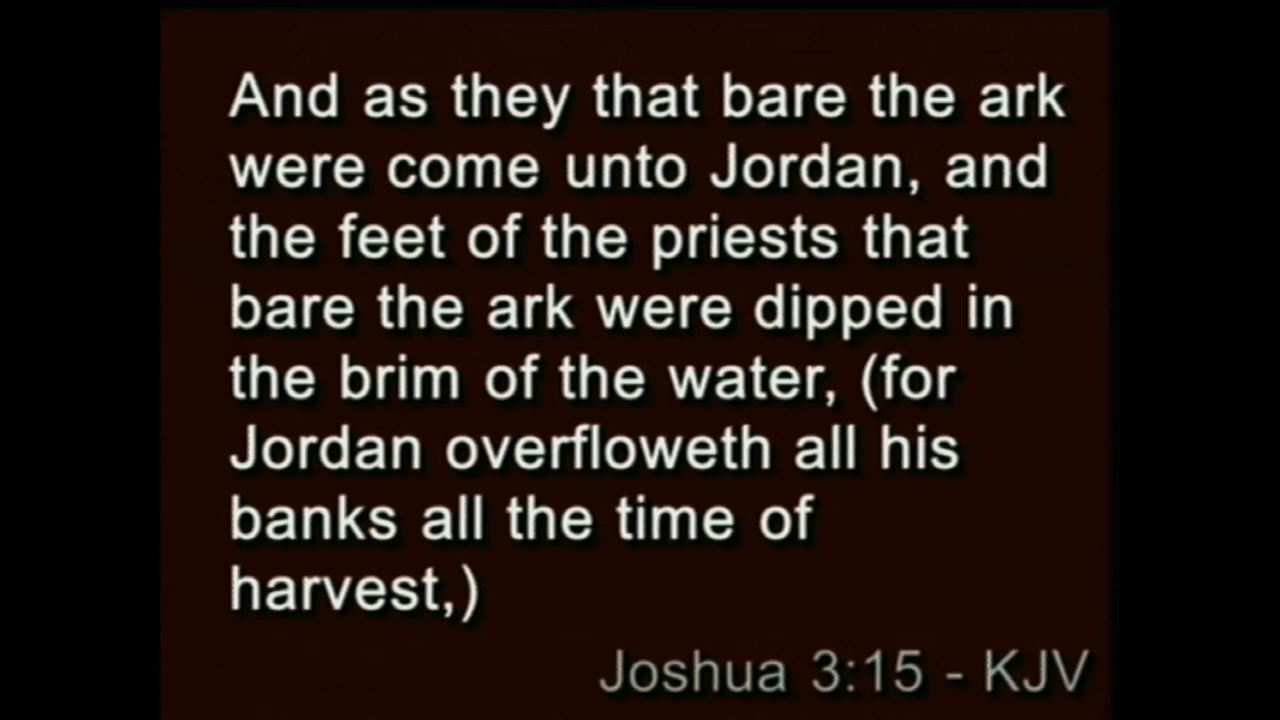 And as they that bare the ark
were come unto Jordan, and
the feet of the priests that
bare the ark were dipped in
the brim of the water, (for
Jordan overfloweth all his
banks all the time of
harvest,)
Joshua 3:15 - KJV